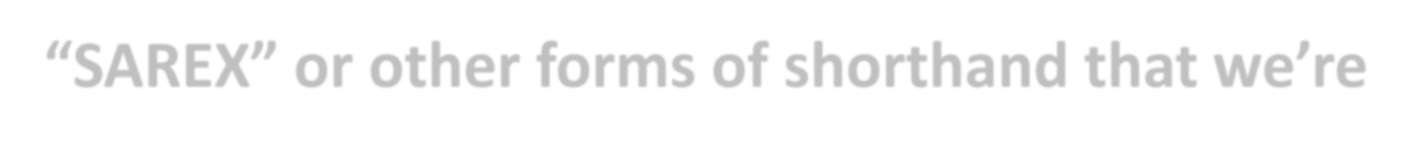 “SAREX” or other forms of shorthand that we’re